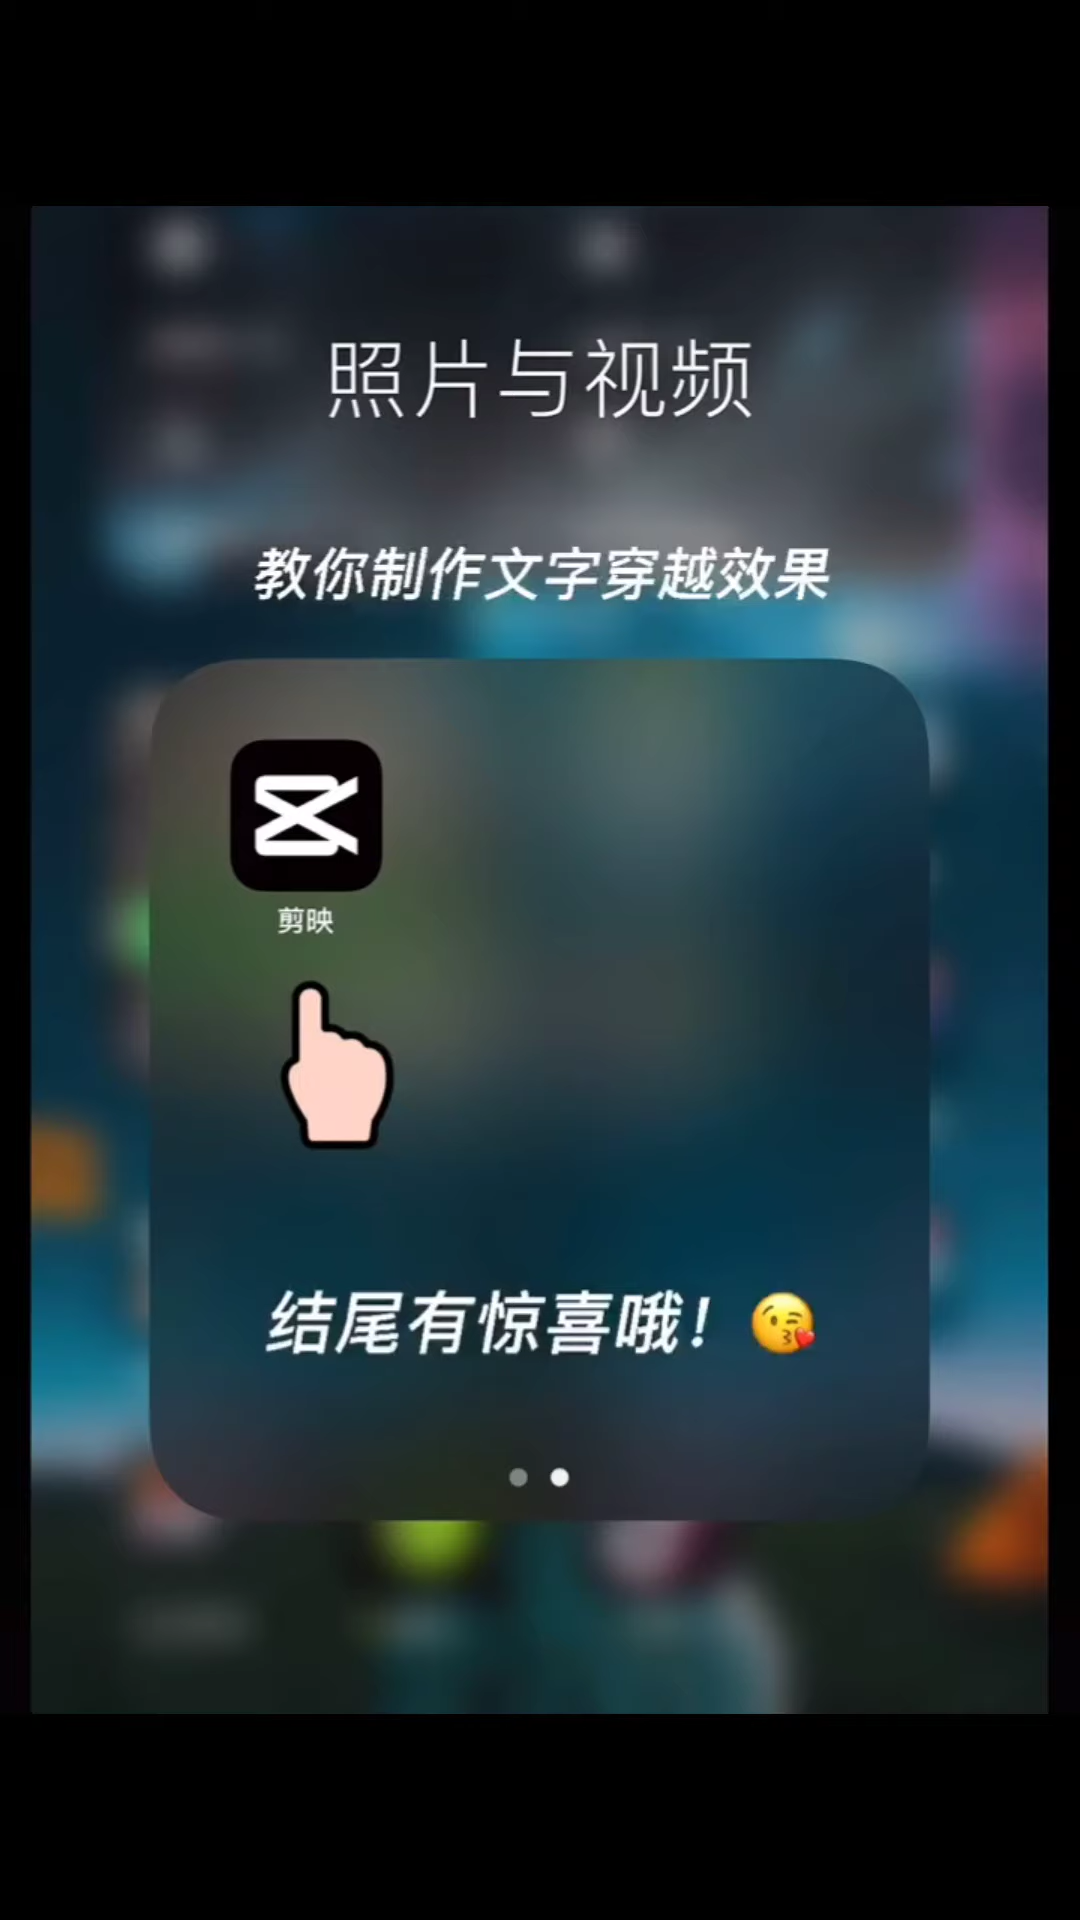 照片与视频
教你制作文字穿越效果
剪映
结尾有惊喜哦！😘